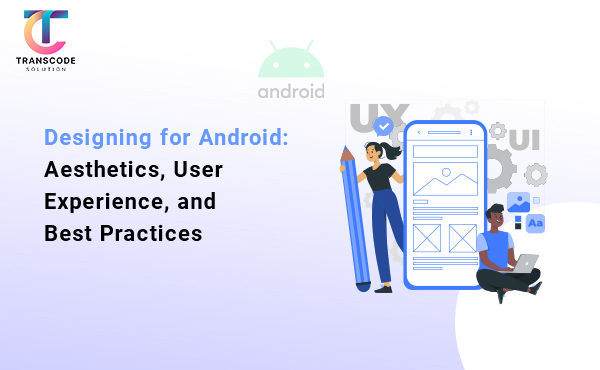 TRANSCODE
SOLUTION
android
Designing for Android:
Aesthetics, User
Experience, and
Best Practices
UX
UI
Aa